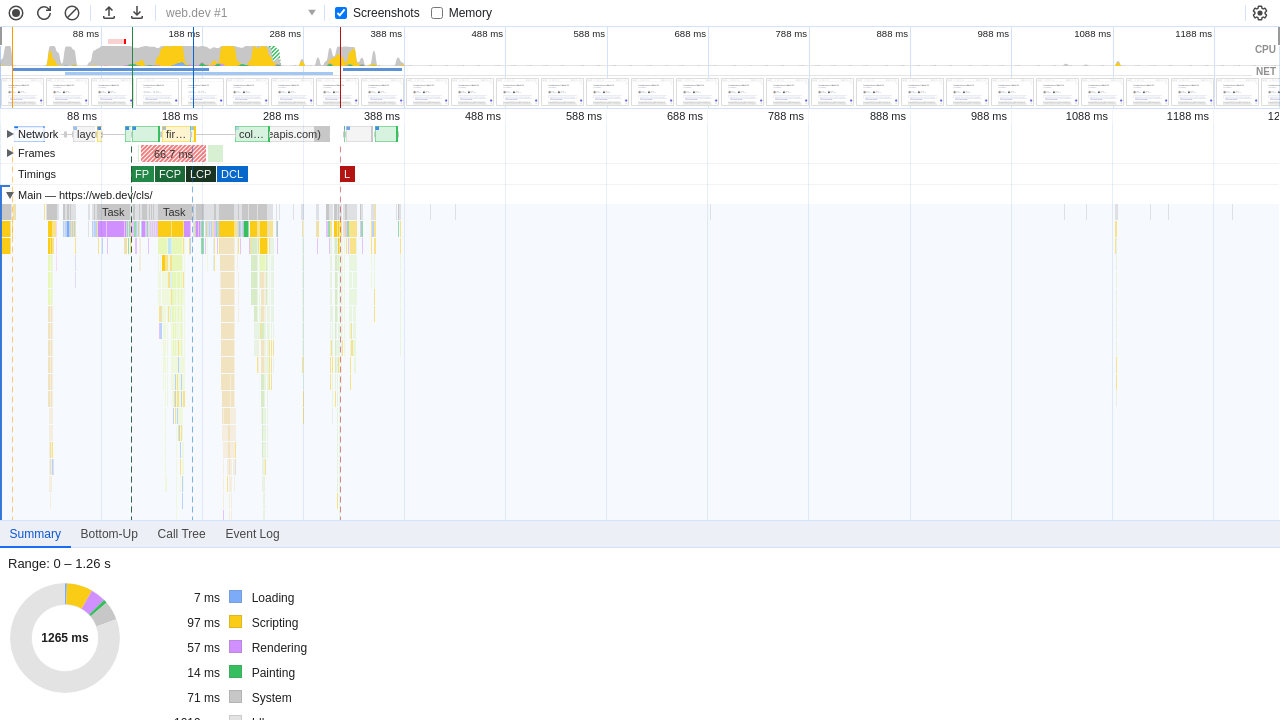 web.dev #1 Screenshots Memory
88 ms 188 ms 288 ms 388 ms 488 ms 588 ms 688 ms 788 ms 888 ms 988 ms 1088 ms 1188 ms
CPU
NET
88 ms 188 ms 288 ms 388 ms 488 ms 588 ms 688 ms 788 ms 888 ms 988 ms 1088 ms 1188 ms 12
Network fir… col… eapis.com)
Frames 66.7 ms
Timings FP FCP LCP DCL L
Main — https://web.dev/cls/
Task Task
Summary Bottom-Up Call Tree Event Log
Range: 0 – 1.26 s
7 ms Loading
97 ms Scripting
1265 ms
57 ms Rendering
14 ms Painting
71 ms System